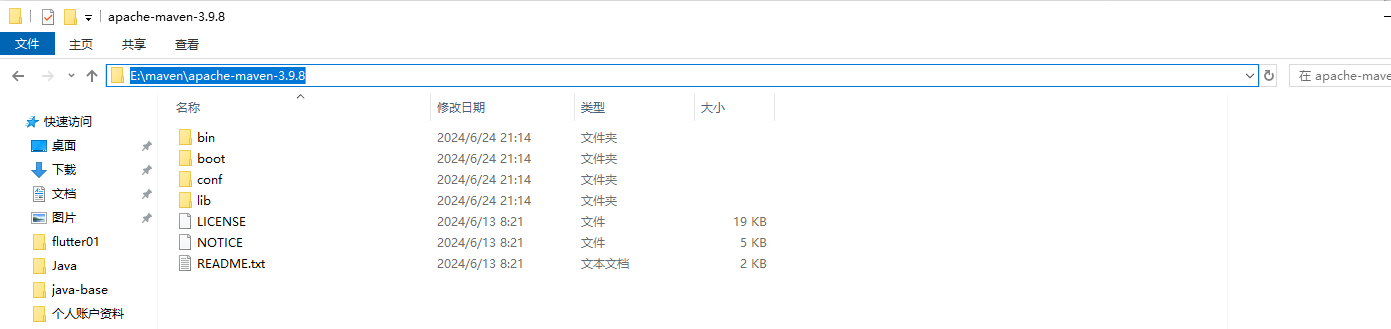 apache-maven-3.9.8
文件 主页 共享 查看
E:\maven\apache-maven-3.9.8 在 apache-mave
名称 修改日期 类型 大小
快速访问
桌面
下载
文档
图片
flutter01
Java
java-base
个人账户资料
bin 2024/6/24 21:14 文件夹
boot 2024/6/24 21:14 文件夹
conf 2024/6/24 21:14 文件夹
lib 2024/6/24 21:14 文件夹
LICENSE 2024/6/13 8:21 文件 19 KB
NOTICE 2024/6/13 8:21 文件 5 KB
README.txt 2024/6/13 8:21 文本文档 2 KB